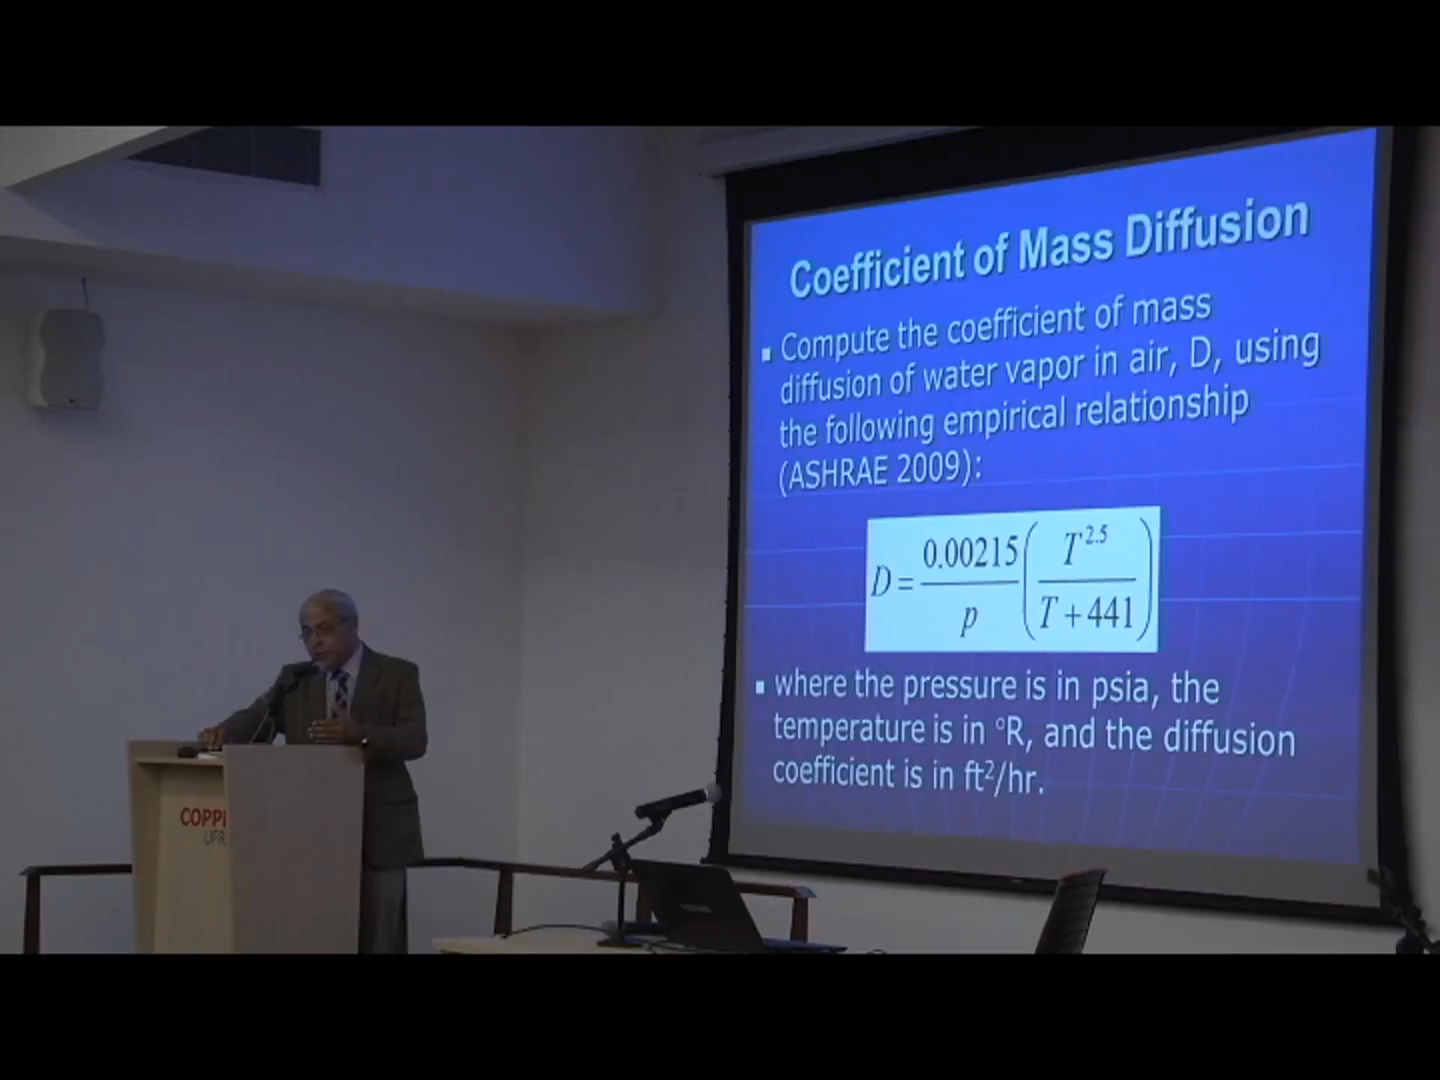 Coefficient of Mass Diffusion
▪ Compute the coefficient of mass
diffusion of water vapor in air, D, using
the following empirical relationship
(ASHRAE 2009):
D = 0.00215/p (T^2.5/(T + 441))
▪ where the pressure is in psia, the
temperature is in °R, and the diffusion
coefficient is in ft²/hr.
COPP
UFR